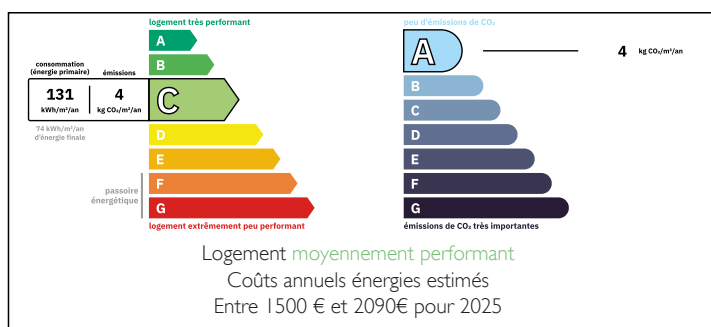 logement très performant
A
B
consommation
(énergie primaire)
émissions
131
kWh/m²/an
4
kg CO₂/m²/an
C
74 kWh/m²/an
d'énergie finale
D
E
passoire
énergétique
F
G
logement extrêmement peu performant
peu d'émissions de CO₂
A
4 kg CO₂/m²/an
B
C
D
E
F
G
émissions de CO₂ très importantes
Logement moyennement performant
Coûts annuels énergies estimés
Entre 1500 € et 2090€ pour 2025